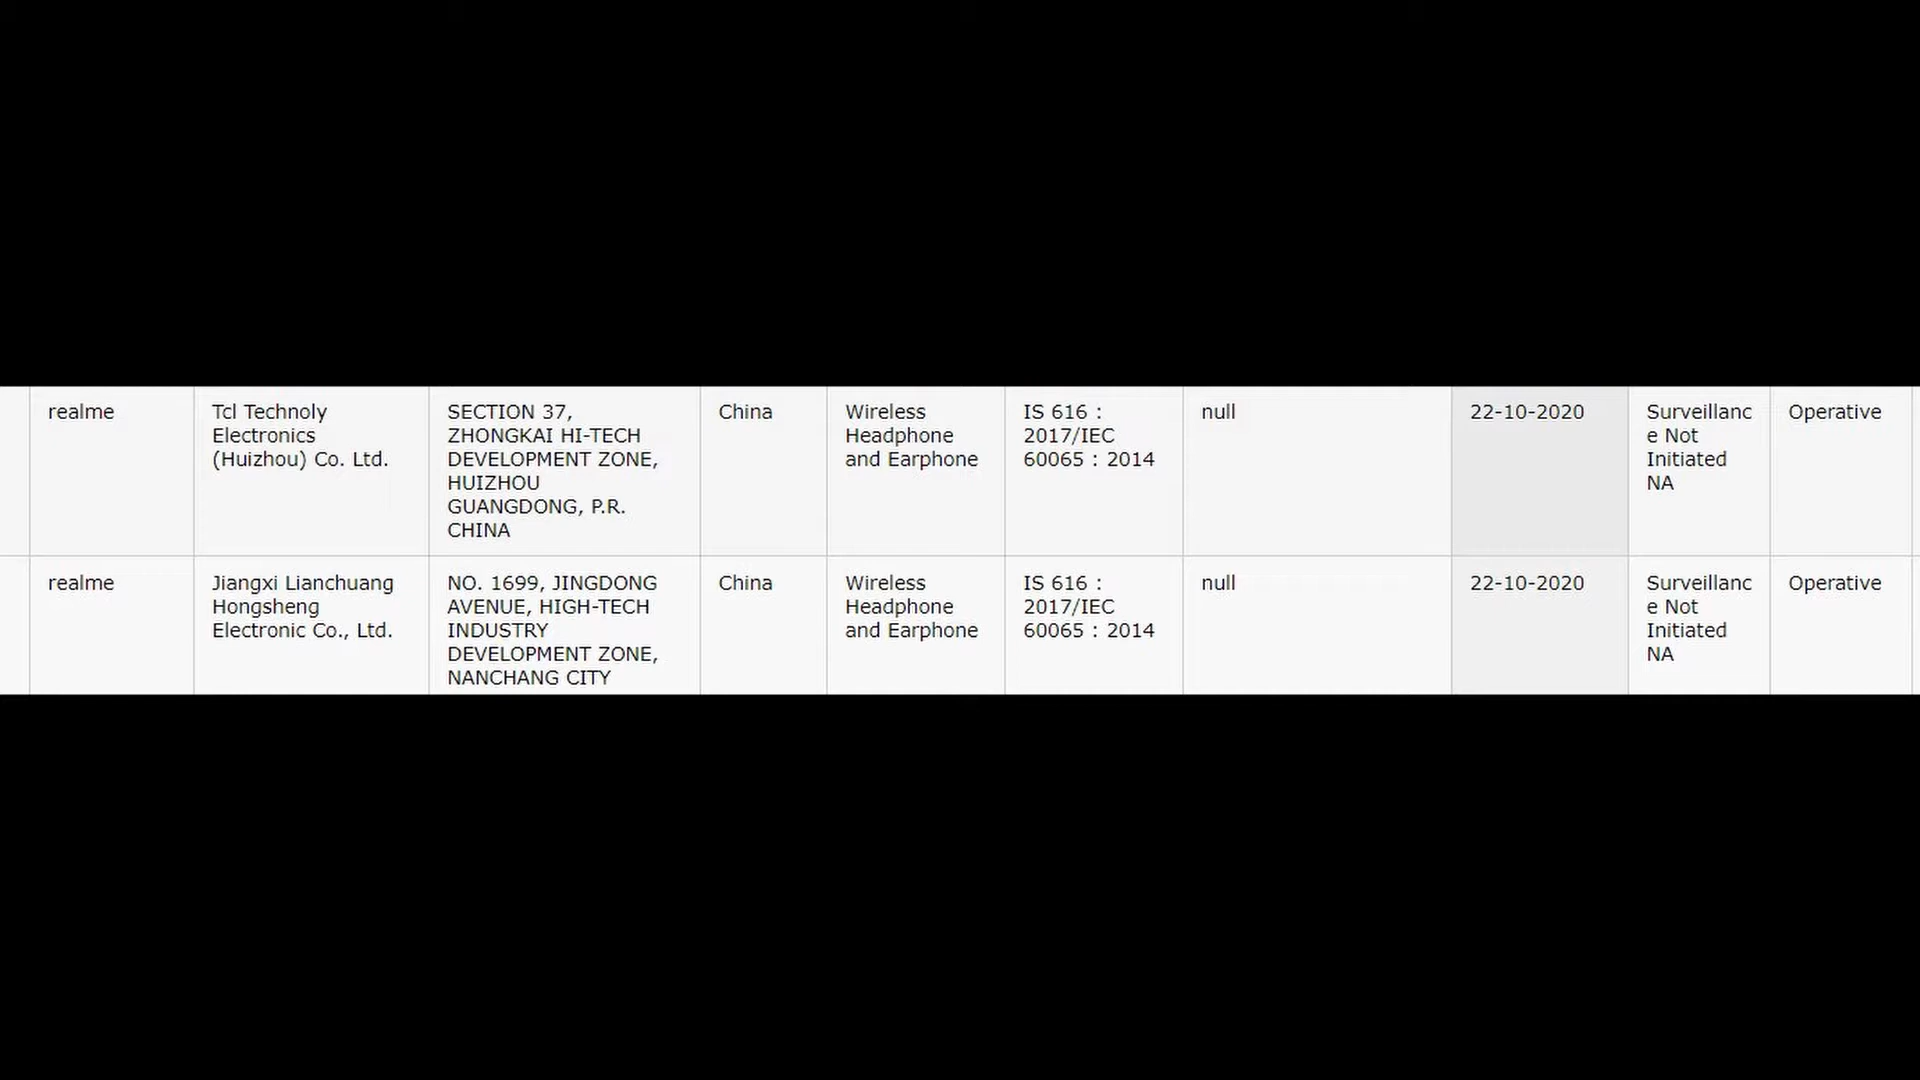 realme
Tcl Technoly
Electronics
(Huizhou) Co. Ltd.
SECTION 37,
ZHONGKAI HI-TECH
DEVELOPMENT ZONE,
HUIZHOU
GUANGDONG, P.R.
CHINA
China
Wireless
Headphone
and Earphone
IS 616 :
2017/IEC
60065 : 2014
null
22-10-2020
Surveillanc
e Not
Initiated
NA
Operative
realme
Jiangxi Lianchuang
Hongsheng
Electronic Co., Ltd.
NO. 1699, JINGDONG
AVENUE, HIGH-TECH
INDUSTRY
DEVELOPMENT ZONE,
NANCHANG CITY
China
Wireless
Headphone
and Earphone
IS 616 :
2017/IEC
60065 : 2014
null
22-10-2020
Surveillanc
e Not
Initiated
NA
Operative